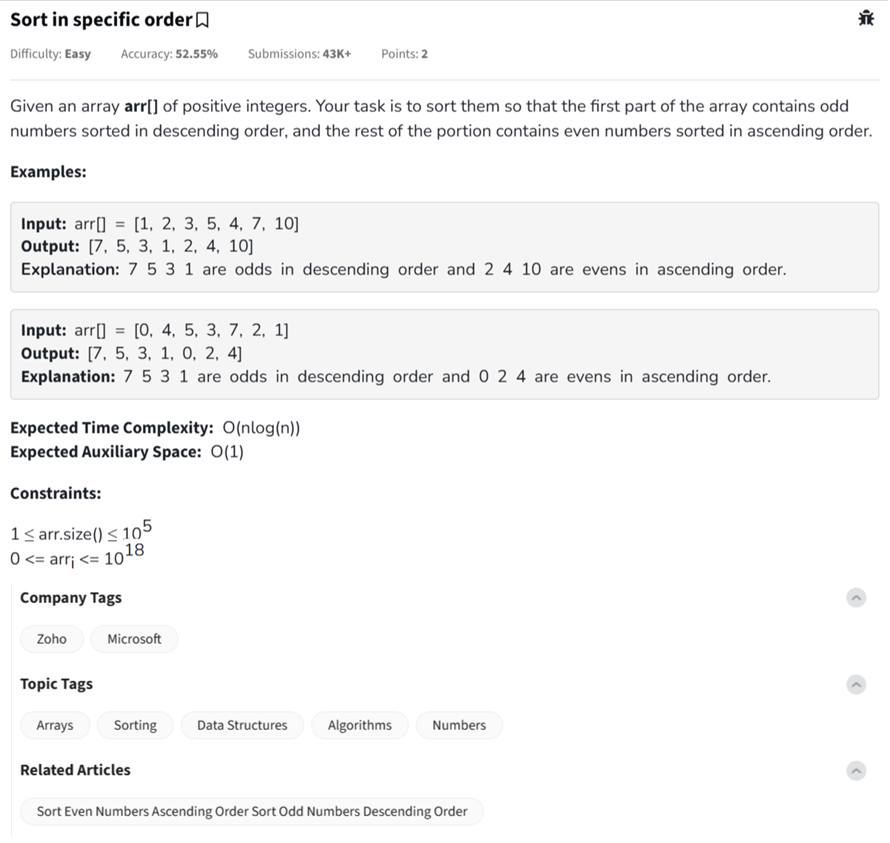 Sort in specific order
Difficulty: Easy Accuracy: 52.55% Submissions: 43K+ Points: 2
Given an array arr[] of positive integers. Your task is to sort them so that the first part of the array contains odd
numbers sorted in descending order, and the rest of the portion contains even numbers sorted in ascending order.
Examples:
Input: arr[] = [1, 2, 3, 5, 4, 7, 10]
Output: [7, 5, 3, 1, 2, 4, 10]
Explanation: 7 5 3 1 are odds in descending order and 2 4 10 are evens in ascending order.
Input: arr[] = [0, 4, 5, 3, 7, 2, 1]
Output: [7, 5, 3, 1, 0, 2, 4]
Explanation: 7 5 3 1 are odds in descending order and 0 2 4 are evens in ascending order.
Expected Time Complexity: O(nlog(n))
Expected Auxiliary Space: O(1)
Constraints:
1 ≤ arr.size() ≤ 10^5
0 <= arr_i <= 10^18
Company Tags
Zoho Microsoft
Topic Tags
Arrays Sorting Data Structures Algorithms Numbers
Related Articles
Sort Even Numbers Ascending Order Sort Odd Numbers Descending Order